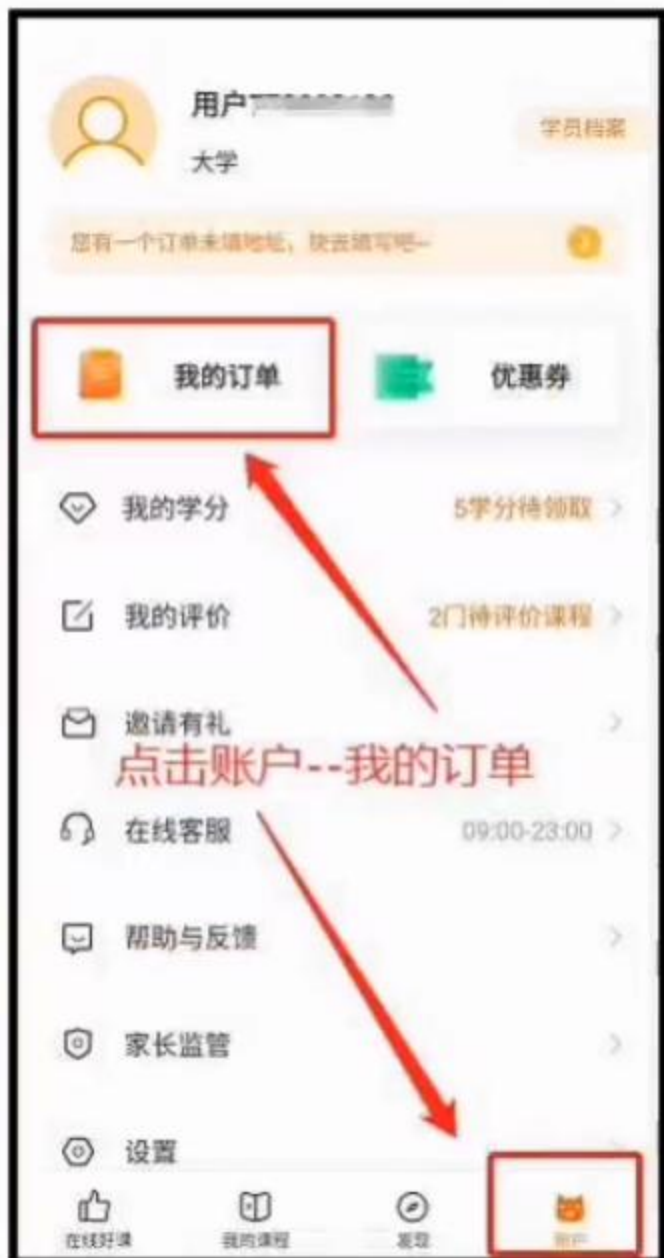 用户
学员档案
大学
您有一个订单未填地址，快去填写吧~
我的订单
优惠券
我的学分
5学分待领取
我的评价
2门待评价课程
邀请有礼
点击账户--我的订单
在线客服
09:00-23:00
帮助与反馈
家长监管
设置
在线好课
我的课程
发现
账户